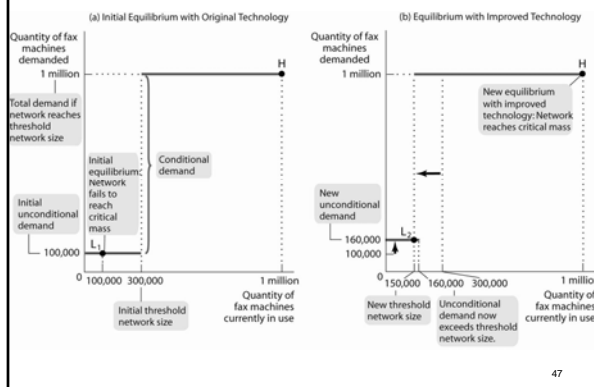 (a) Initial Equilibrium with Original Technology
Quantity of fax
machines
demanded
1 million
H
Total demand if
network reaches
threshold
network size
Initial
equilibrium:
Network
fails to
reach
critical
mass
Conditional
demand
Initial
unconditional
demand
L1
100,000
0 100,000 300,000 1 million
Initial threshold
network size
Quantity of
fax machines
currently in use
(b) Equilibrium with Improved Technology
Quantity of fax
machines
demanded
1 million
H
New equilibrium
with improved
technology: Network
reaches critical mass
New
unconditional
demand
L2
160,000
100,000
0 150,000 160,000 300,000 1 million
New threshold
network size
Unconditional
demand now
exceeds threshold
network size.
Quantity of
fax machines
currently in use
47